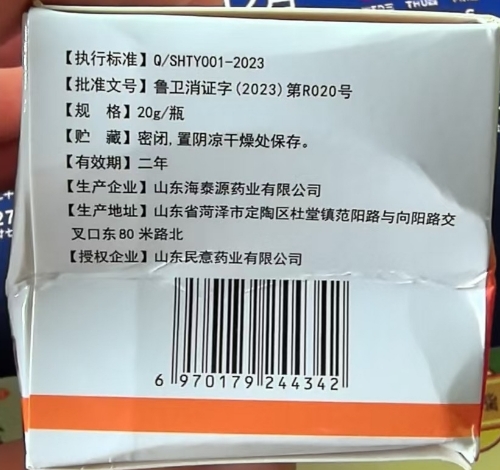 【执行标准】Q/SHTY001-2023
【批准文号】鲁卫消证字(2023)第R020号
【规　格】20g/瓶
【贮　藏】密闭,置阴凉干燥处保存。
【有效期】二年
【生产企业】山东海泰源药业有限公司
【生产地址】山东省菏泽市定陶区杜堂镇范阳路与向阳路交
叉口东80米路北
【授权企业】山东民意药业有限公司
6 970179 244342